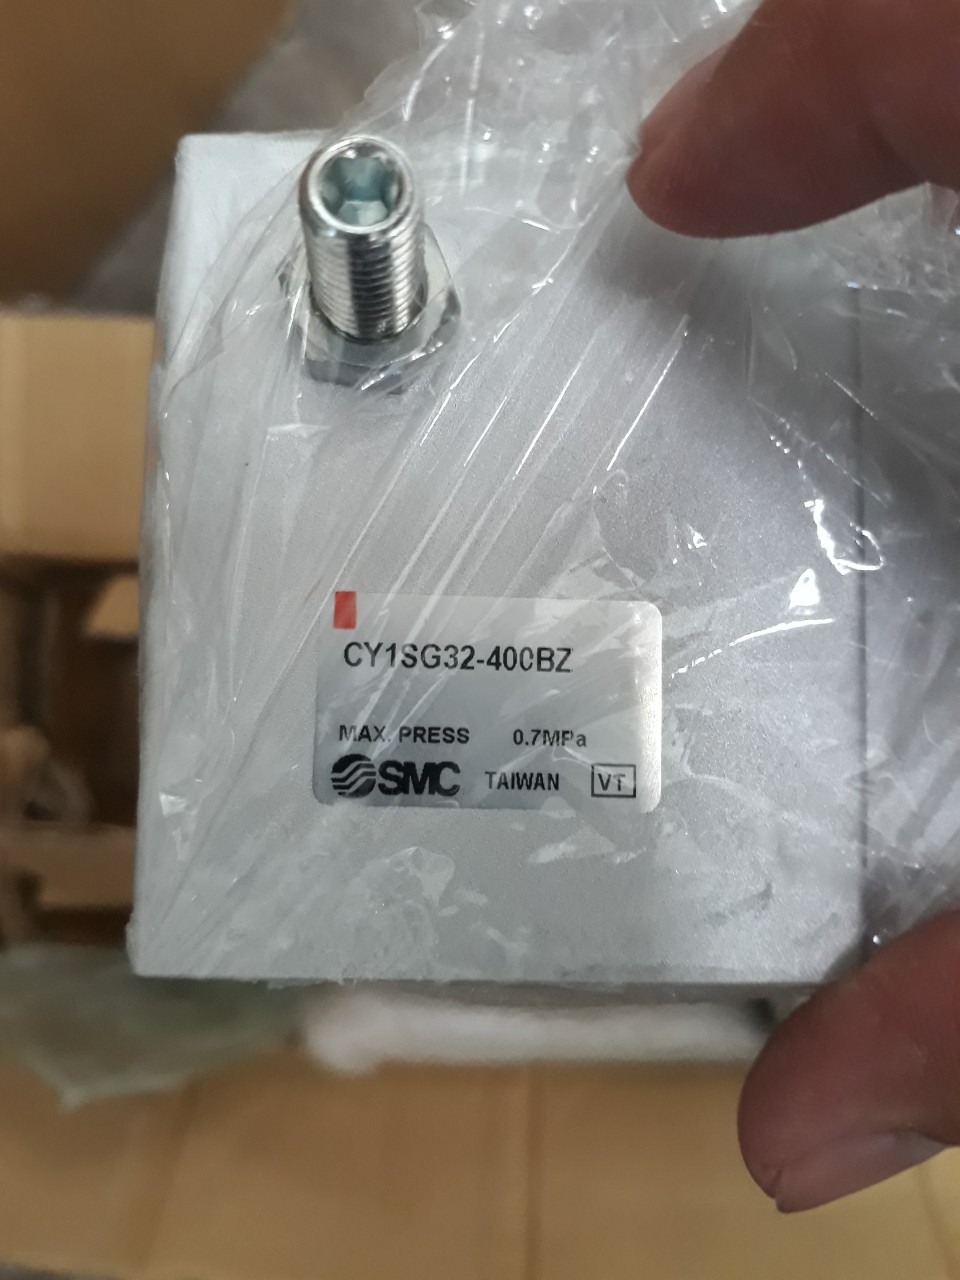 CY1SG32-400BZ
MAX. PRESS 0.7MPa
SMC TAIWAN VT